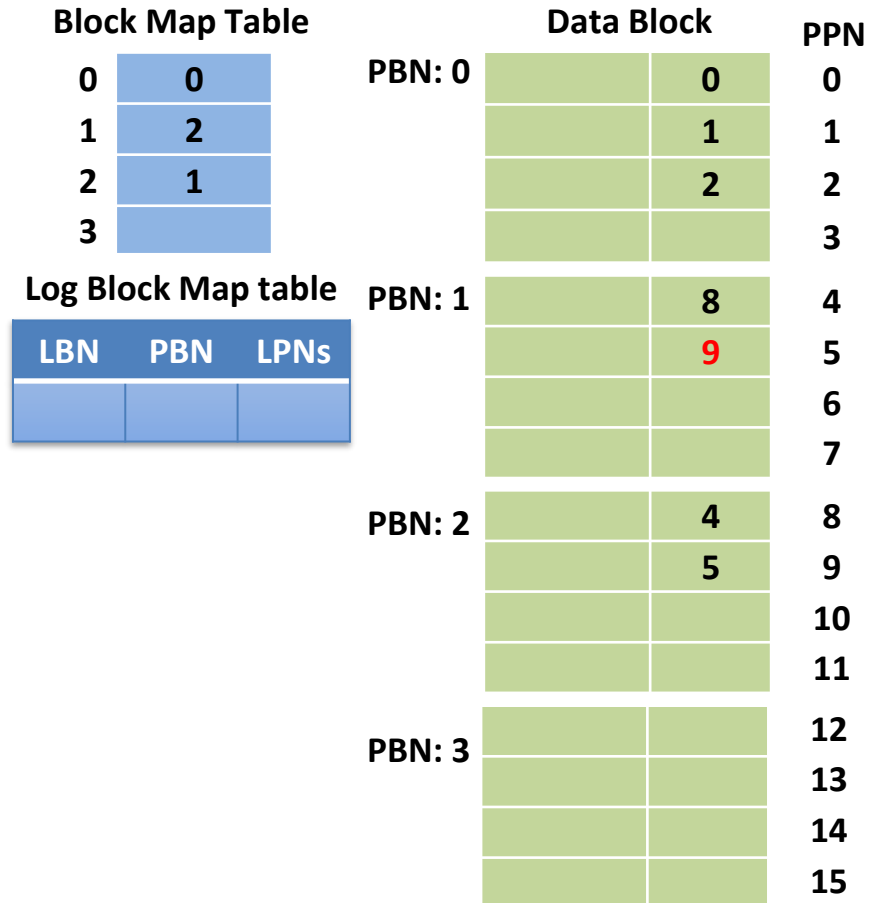 Block Map Table
0 0
1 2
2 1
3
Log Block Map table
LBN PBN LPNs
Data Block PPN
PBN: 0 0 0
1 1
2 2
3
PBN: 1 8 4
9 5
6
7
PBN: 2 4 8
5 9
10
11
PBN: 3 12
13
14
15